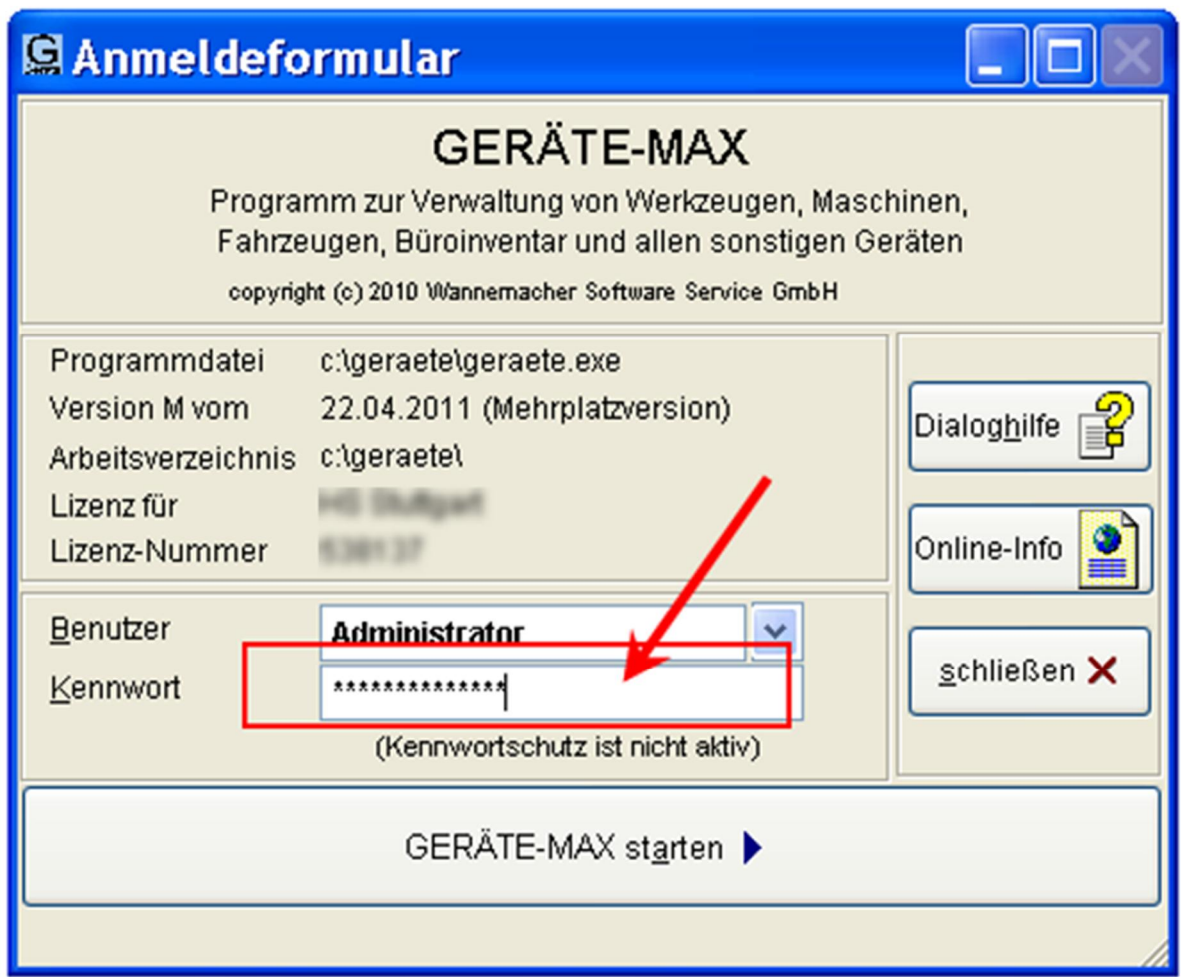 Anmeldeformular
GERÄTE-MAX
Programm zur Verwaltung von Werkzeugen, Maschinen,
Fahrzeugen, Büroinventar und allen sonstigen Geräten
copyright (c) 2010 Wannemacher Software Service GmbH
Programmdatei c:\geraete\geraete.exe
Version M vom 22.04.2011 (Mehrplatzversion)
Arbeitsverzeichnis c:\geraete\
Lizenz für
Lizenz-Nummer
Dialoghilfe
Online-Info
schließen
Benutzer Administrator
Kennwort **************
(Kennwortschutz ist nicht aktiv)
GERÄTE-MAX starten